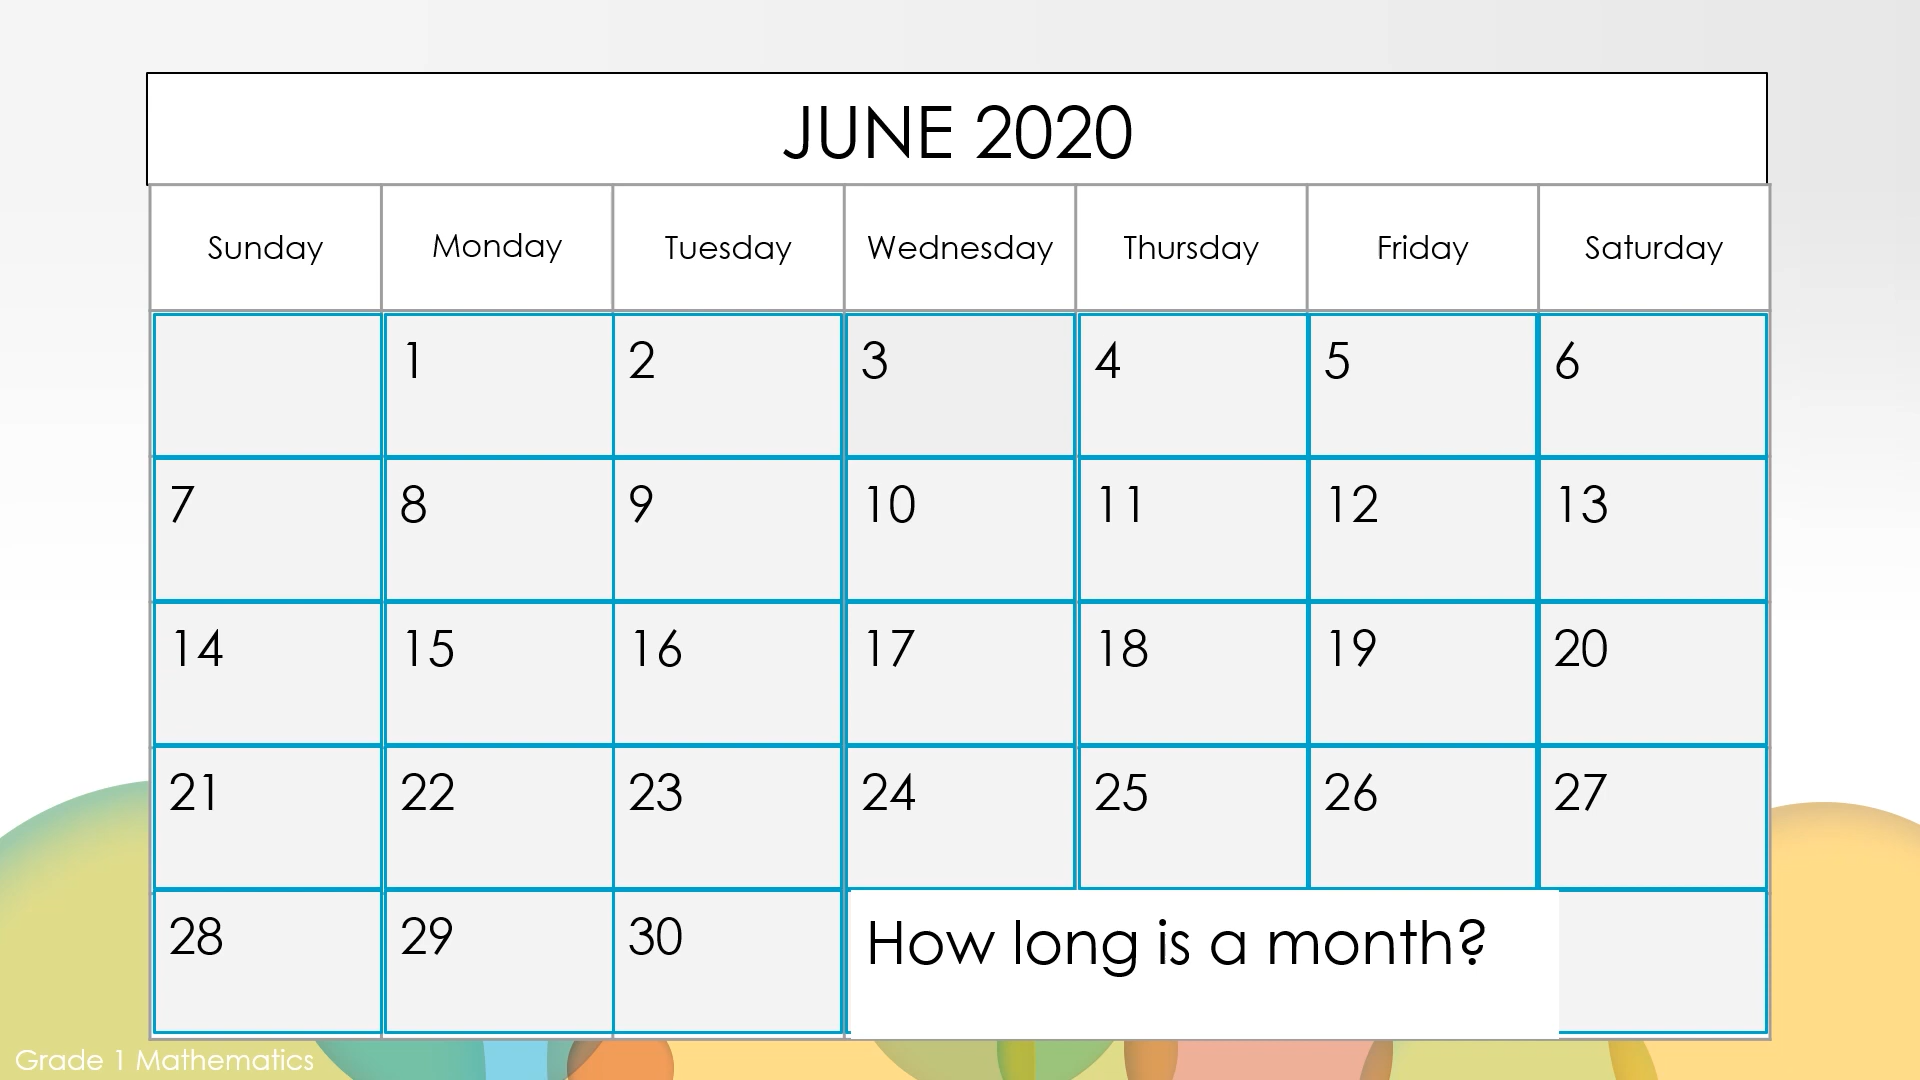 JUNE 2020
Sunday Monday Tuesday Wednesday Thursday Friday Saturday
1 2 3 4 5 6
7 8 9 10 11 12 13
14 15 16 17 18 19 20
21 22 23 24 25 26 27
28 29 30 How long is a month?
Grade 1 Mathematics